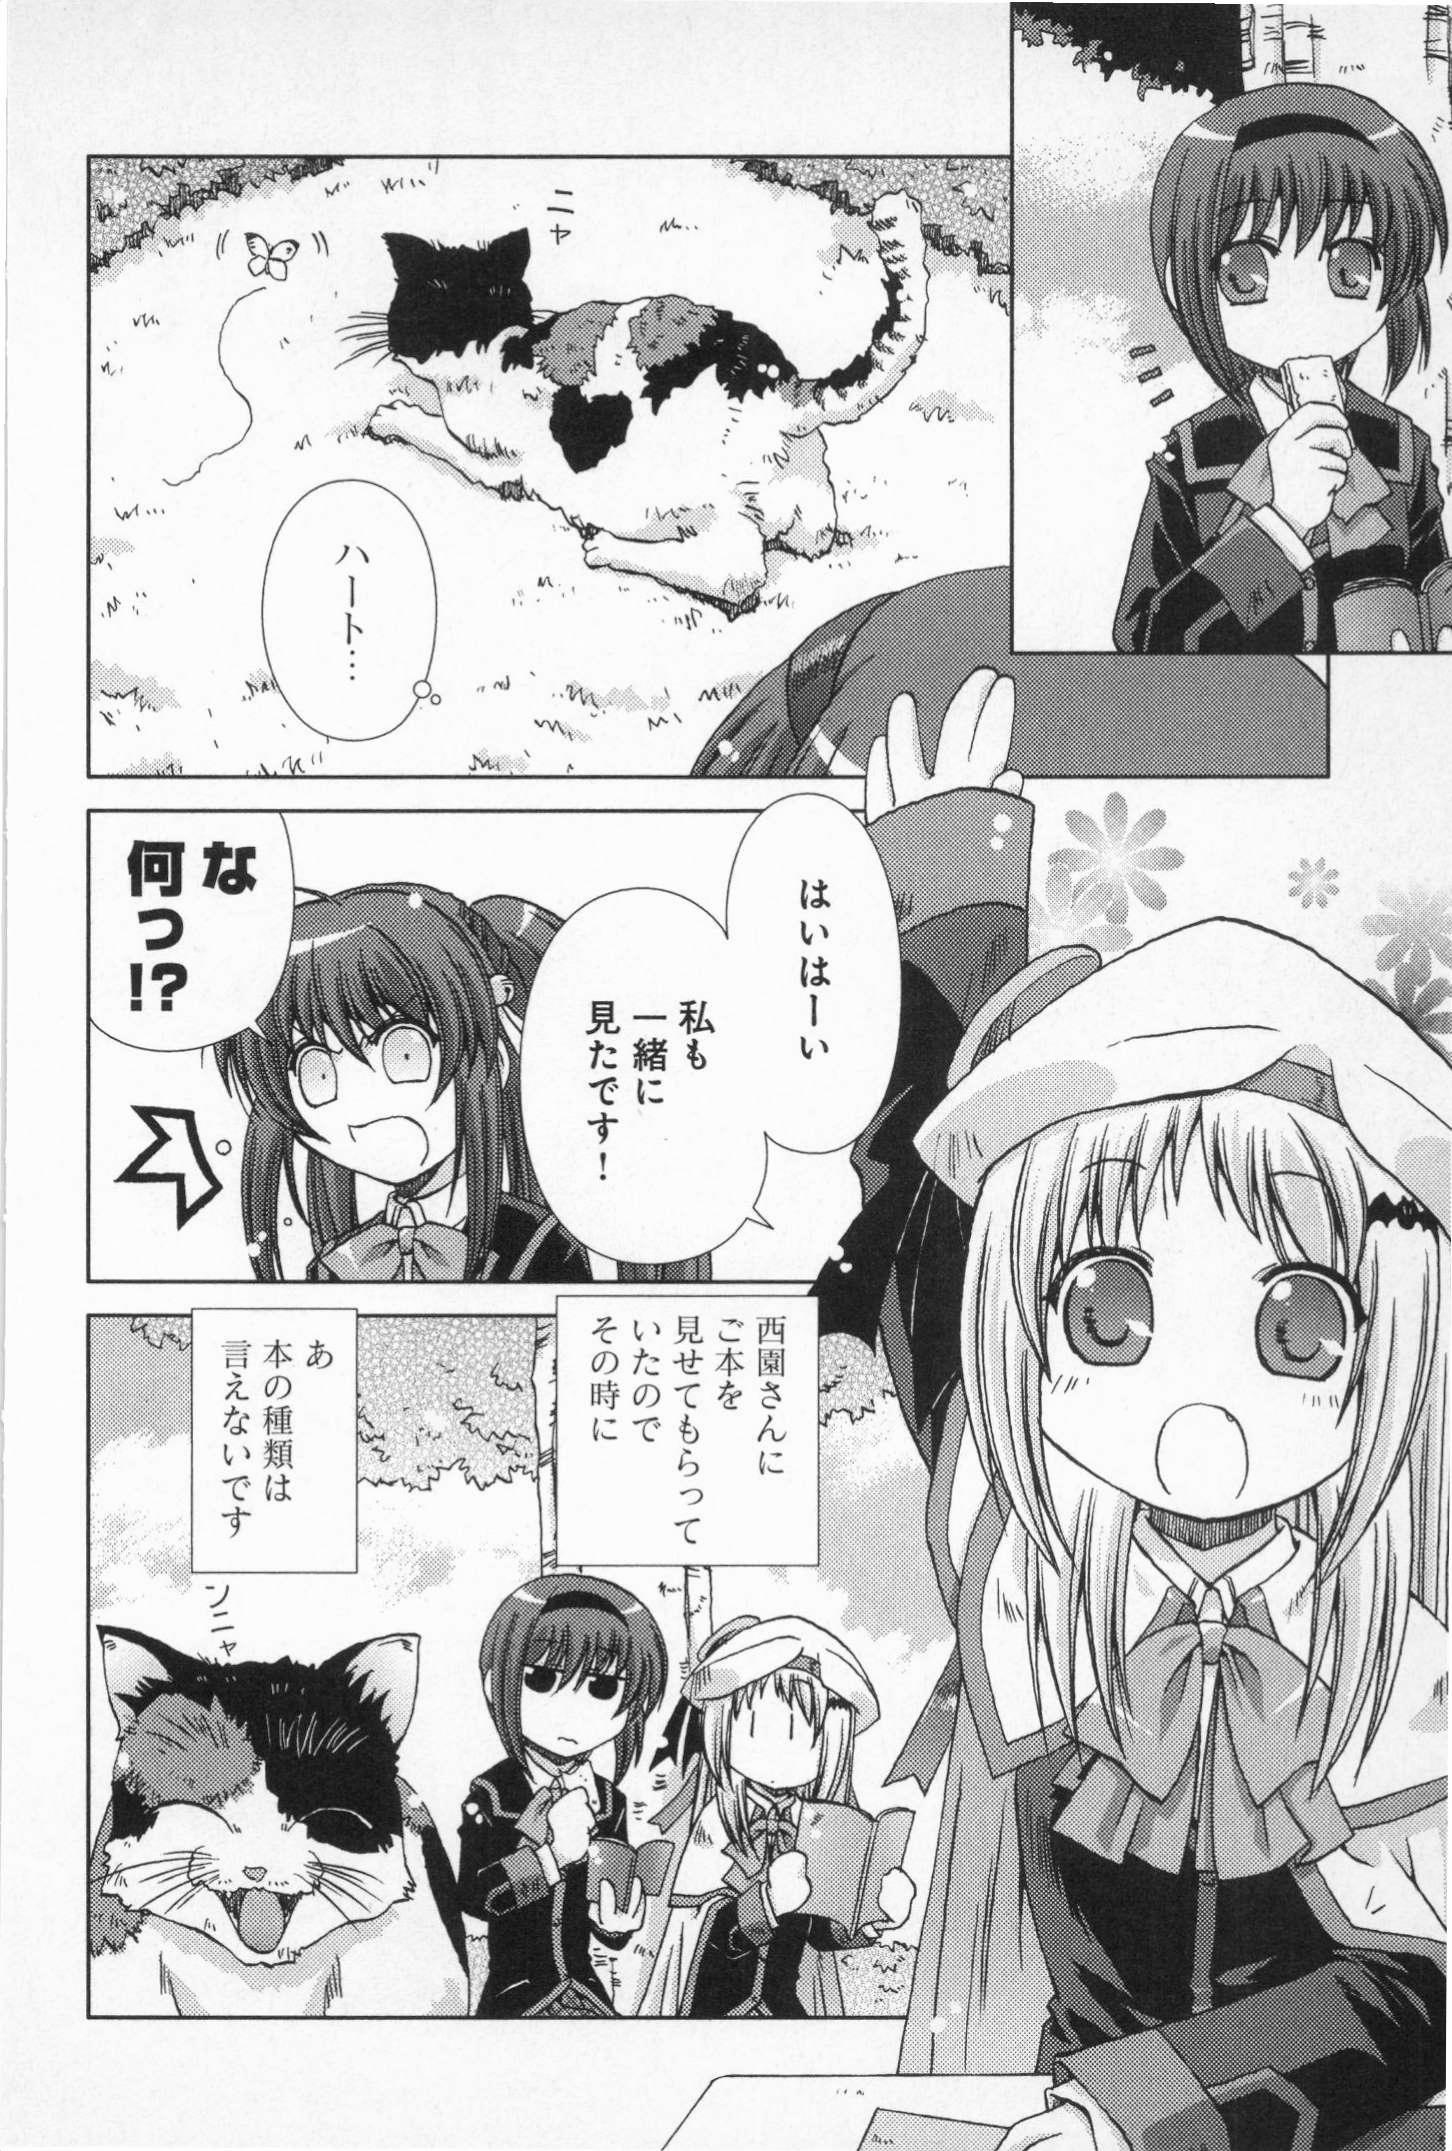 ニャ
ハート…
はいはーい
私も
一緒に
見たです!
な
何っ!?
西園さんに
ご本を
見せてもらって
いたので
その時に
あ
本の種類は
言えないです
ンニャ